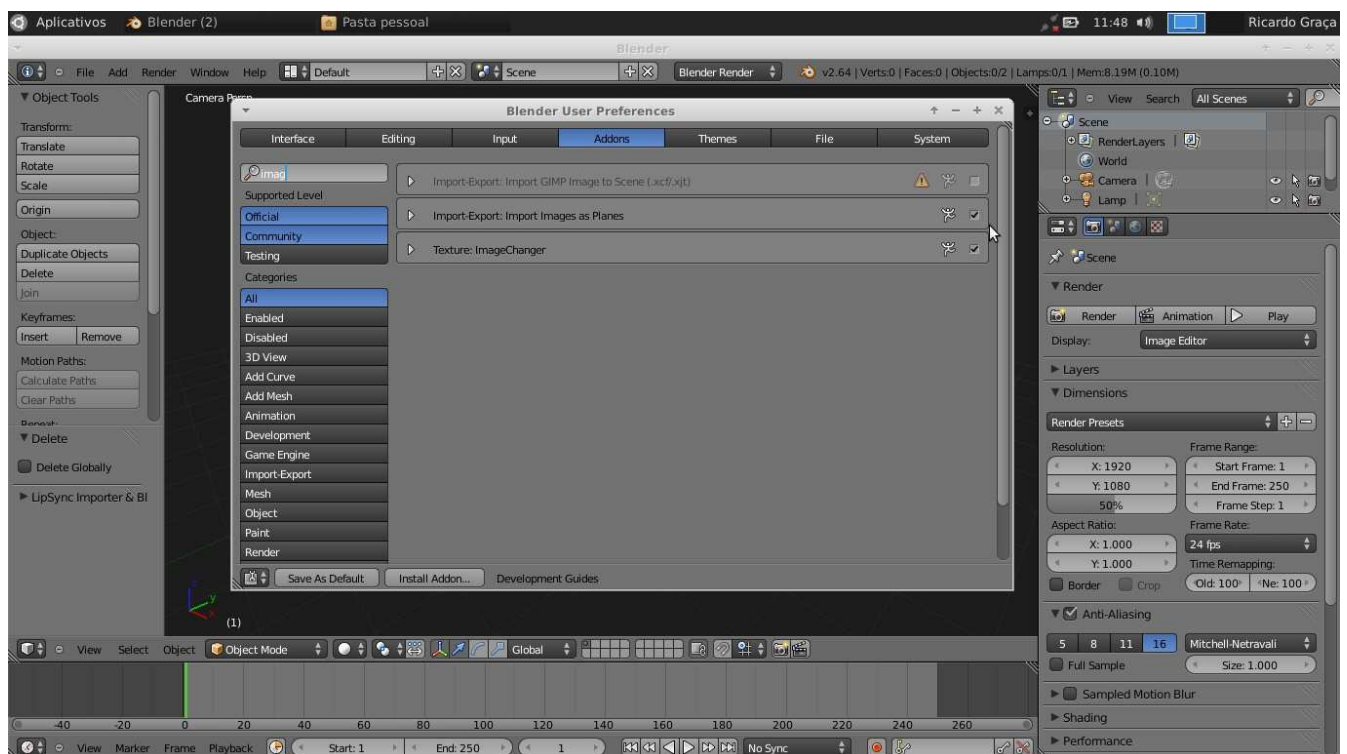 Aplicativos Blender (2) Pasta pessoal 11:48 Ricardo Graça
Blender
File Add Render Window Help Default Scene Blender Render v2.64 | Verts:0 | Faces:0 | Objects:0/2 | Lamps:0/1 | Mem:8.19M (0.10M)
Object Tools
Transform:
Translate
Rotate
Scale
Origin
Object:
Duplicate Objects
Delete
Join
Keyframes:
Insert Remove
Motion Paths:
Calculate Paths
Clear Paths
Repeat:
Delete
Delete Globally
LipSync Importer & Bl
Camera Persp
Blender User Preferences
Interface Editing Input Addons Themes File System
imag
Supported Level
Official
Community
Testing
Categories
All
Enabled
Disabled
3D View
Add Curve
Add Mesh
Animation
Development
Game Engine
Import-Export
Mesh
Object
Paint
Render
Import-Export: Import GIMP Image to Scene (.xcf/.xjt)
Import-Export: Import Images as Planes
Texture: ImageChanger
Save As Default Install Addon... Development Guides
z
y
x
(1)
View Select Object Object Mode Global
-40 -20 0 20 40 60 80 100 120 140 160 180 200 220 240 260
View Marker Frame Playback Start: 1 End: 250 1 No Sync
View Search All Scenes
Scene
RenderLayers |
World
Camera |
Lamp |
Scene
Render
Render Animation Play
Display: Image Editor
Layers
Dimensions
Render Presets
Resolution: Frame Range:
X: 1920 Start Frame: 1
Y: 1080 End Frame: 250
50% Frame Step: 1
Aspect Ratio: Frame Rate:
X: 1.000 24 fps
Y: 1.000 Time Remapping:
Border Crop Old: 100 Ne: 100
Anti-Aliasing
5 8 11 16 Mitchell-Netravali
Full Sample Size: 1.000
Sampled Motion Blur
Shading
Performance